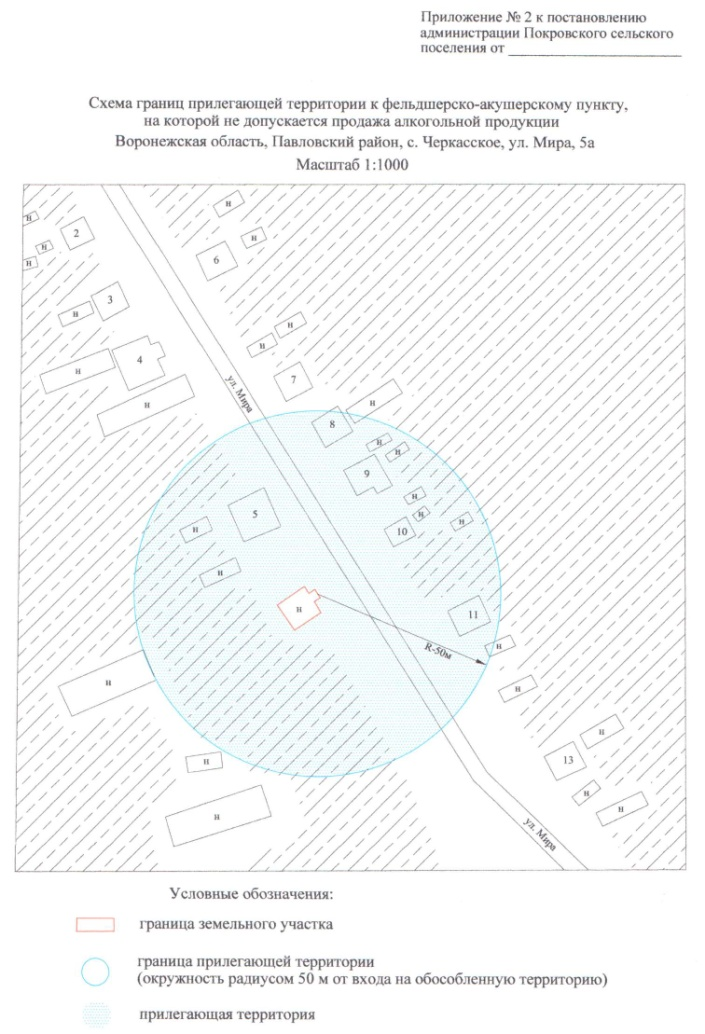 Приложение № 2 к постановлению
администрации Покровского сельского
поселения от
Схема границ прилегающей территории к фельдшерско-акушерскому пункту,
на которой не допускается продажа алкогольной продукции
Воронежская область, Павловский район, с. Черкасское, ул. Мира, 5а
Масштаб 1:1000
н
н
2
н
н
н
6
3
н
н
н
4
н
7
н
н
ул. Мира
8
н
н
9
н
5
н
н
10
н
н
н
н
11
R-50м
н
н
н
н
н
13
н
н
н
ул. Мира
Условные обозначения:
граница земельного участка
граница прилегающей территории
(окружность радиусом 50 м от входа на обособленную территорию)
прилегающая территория